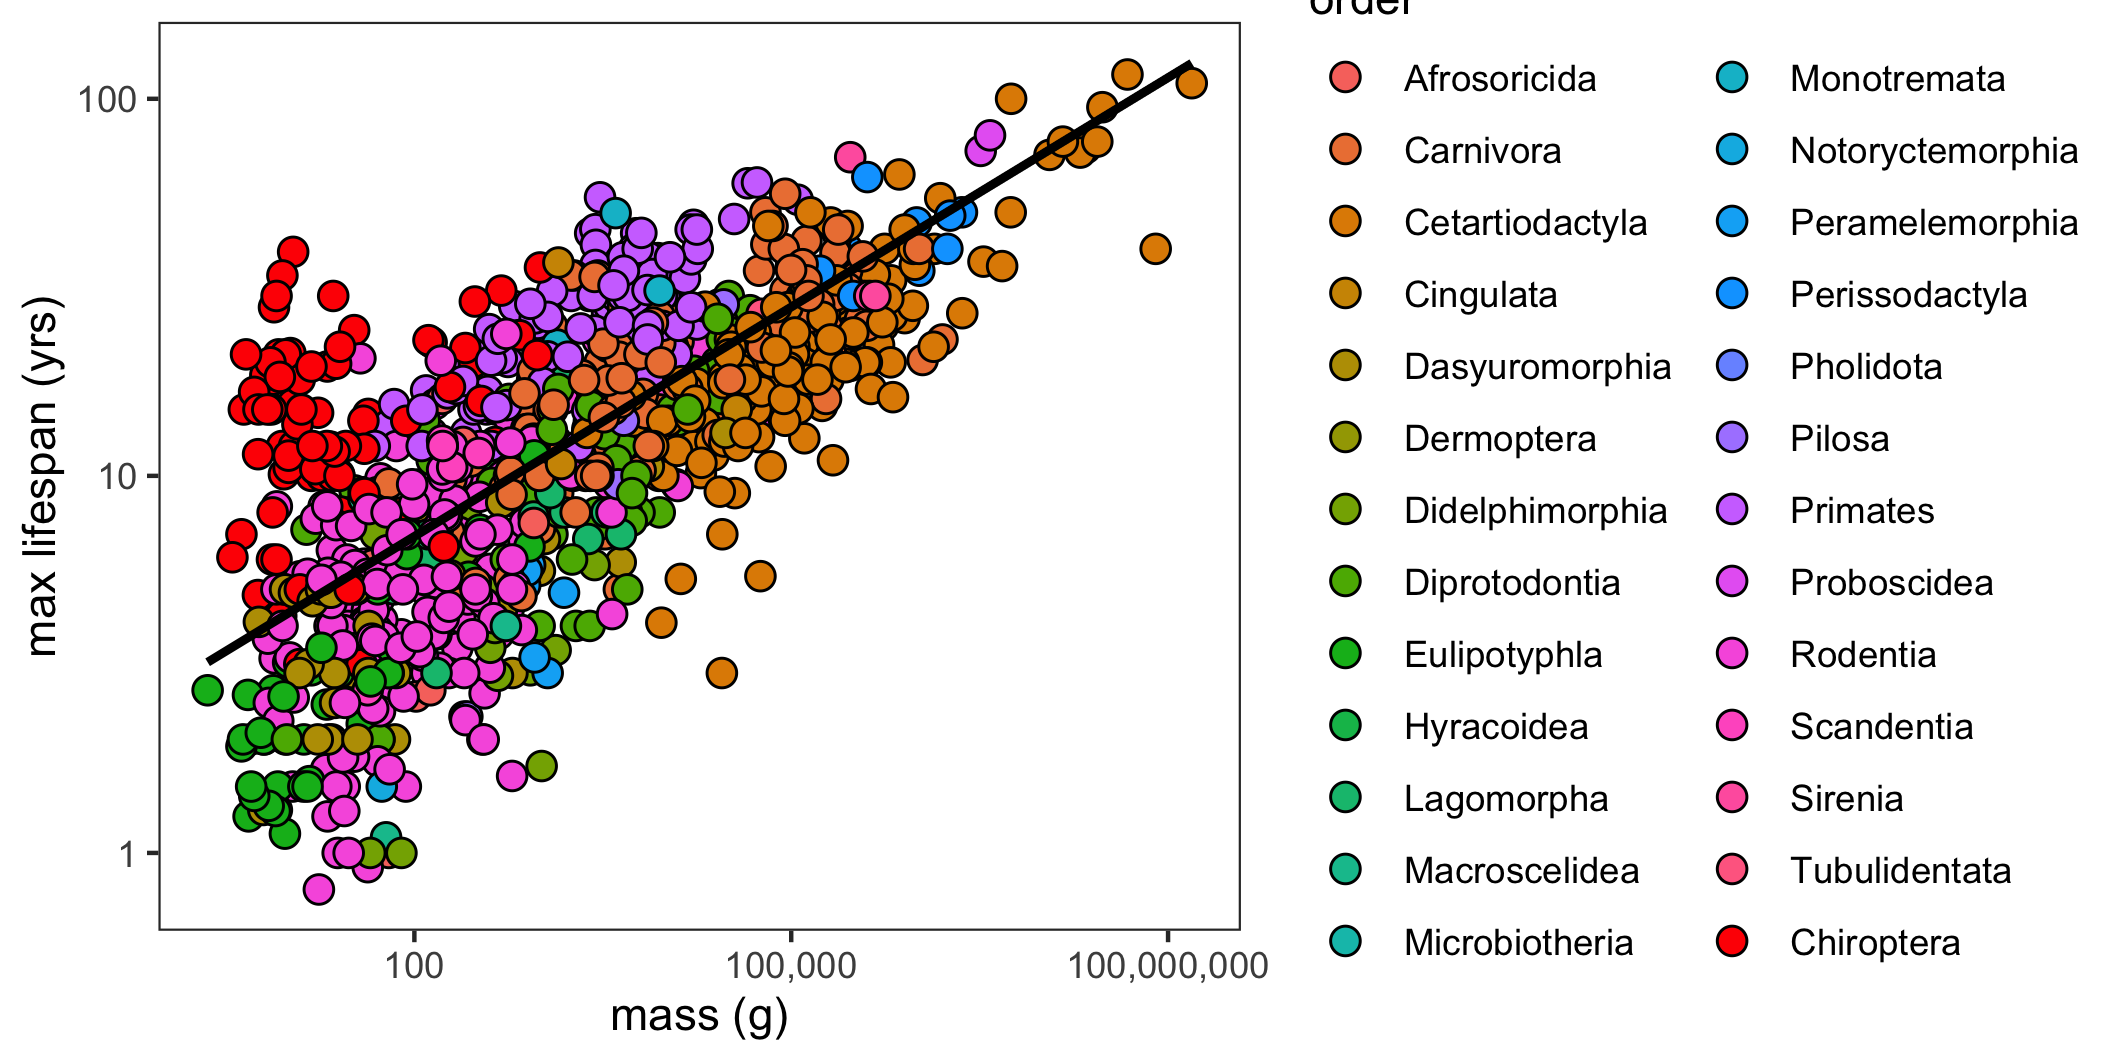 order
100
10
1
max lifespan (yrs)
100
100,000
100,000,000
mass (g)
Afrosoricida
Carnivora
Cetartiodactyla
Cingulata
Dasyuromorphia
Dermoptera
Didelphimorphia
Diprotodontia
Eulipotyphla
Hyracoidea
Lagomorpha
Macroscelidea
Microbiotheria
Monotremata
Notoryctemorphia
Peramelemorphia
Perissodactyla
Pholidota
Pilosa
Primates
Proboscidea
Rodentia
Scandentia
Sirenia
Tubulidentata
Chiroptera